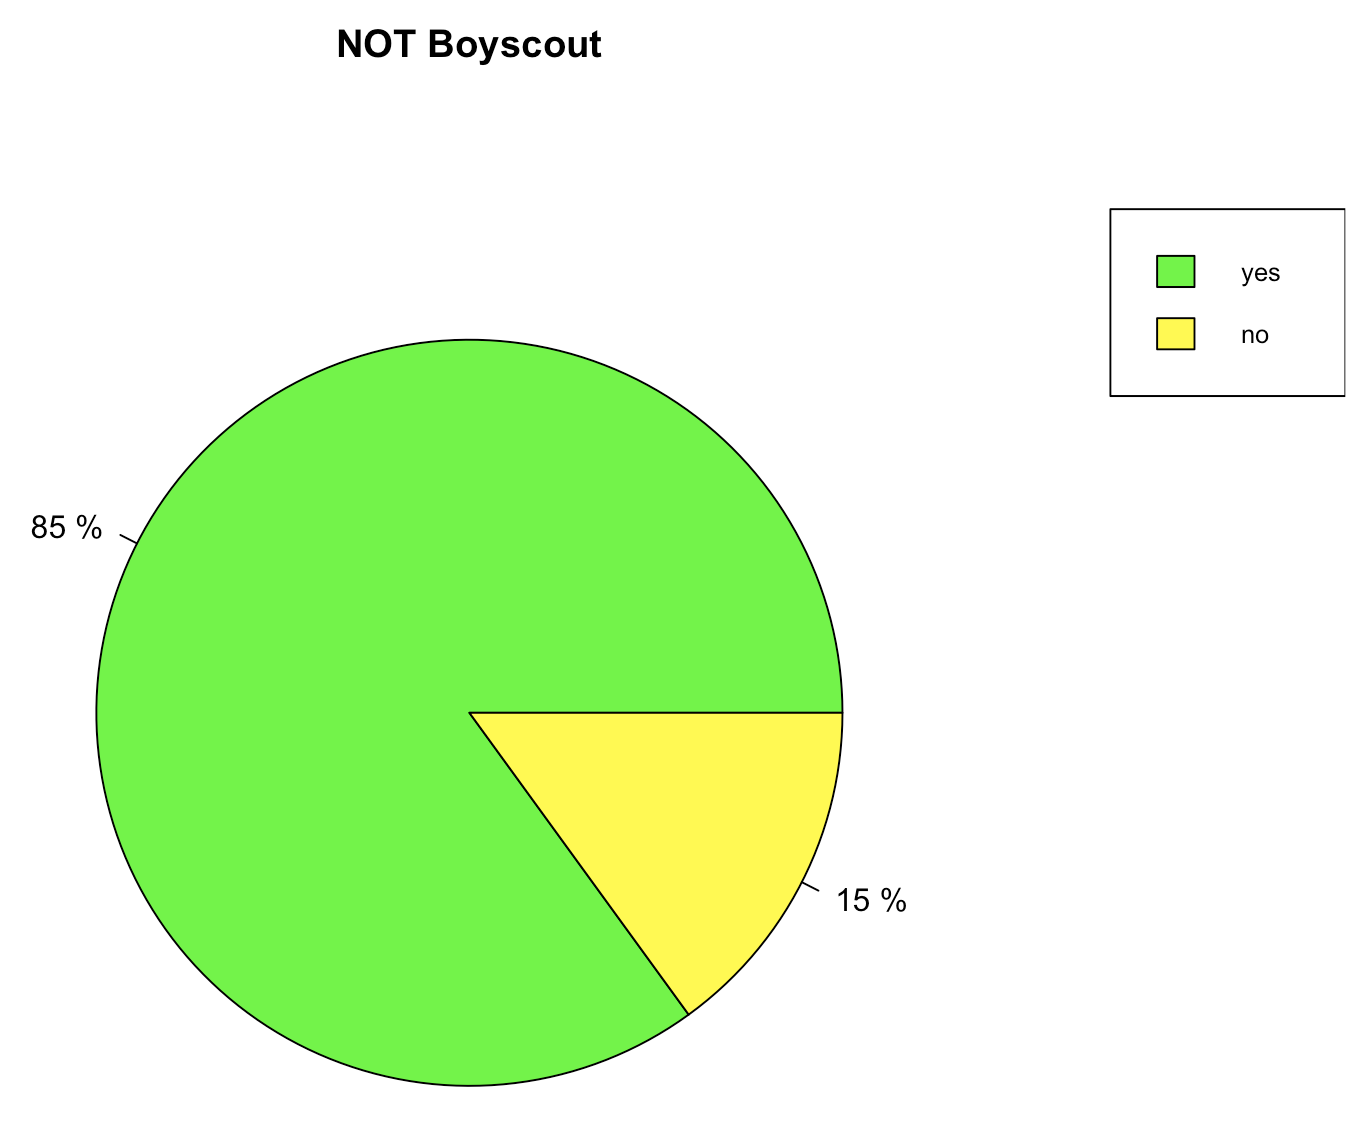 NOT Boyscout
yes
no
85 %
15 %